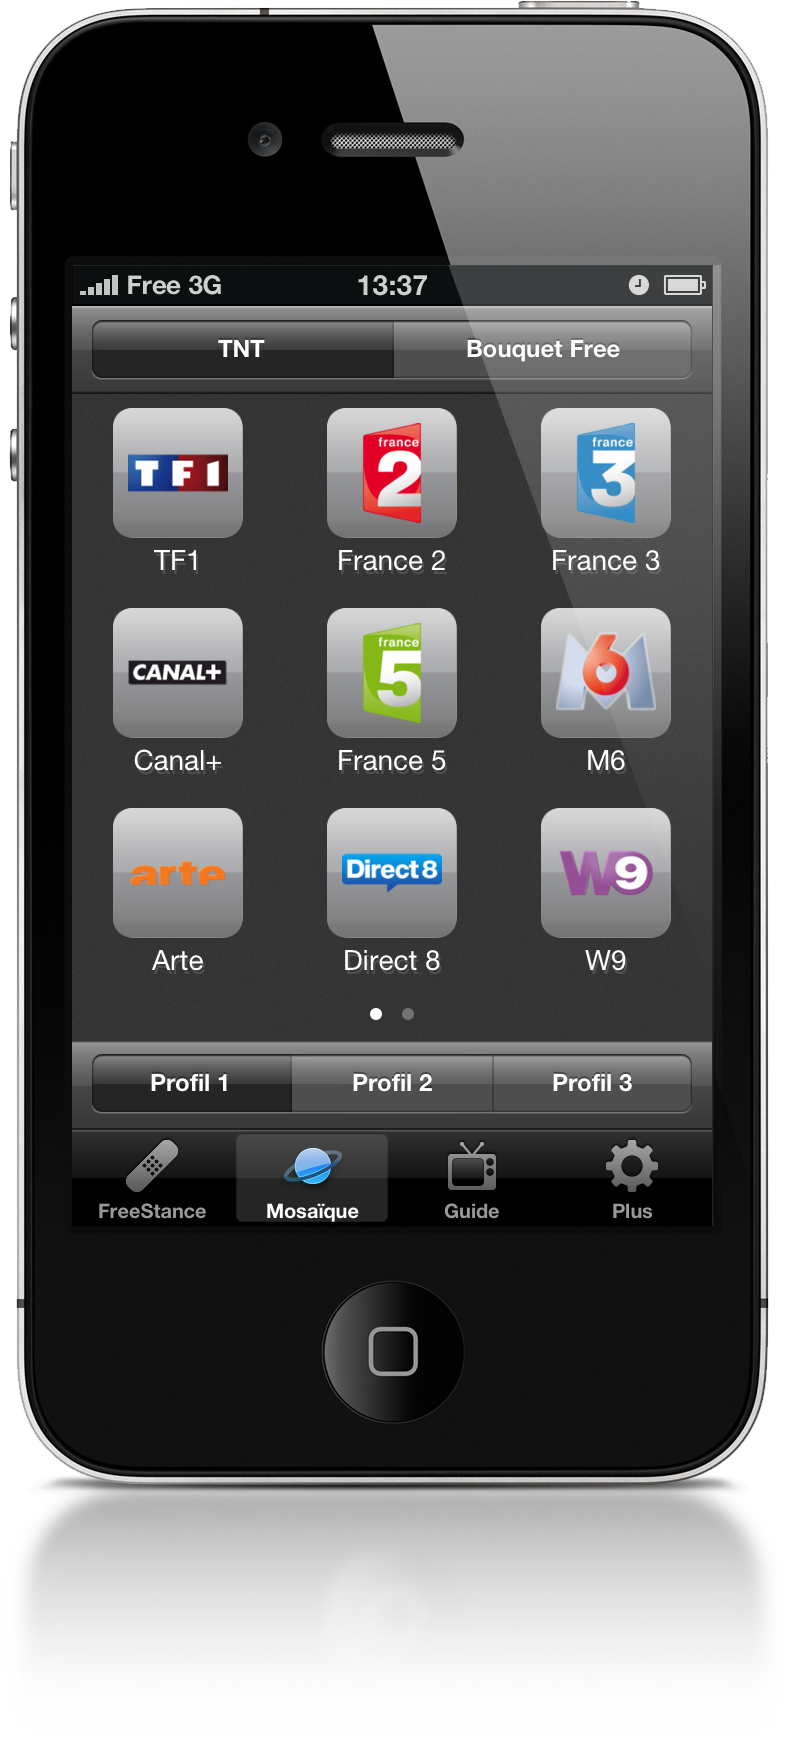 Free 3G 13:37
TNT Bouquet Free
TF1 france 2 france 3
TF1 France 2 France 3
CANAL+ france 5 M6
Canal+ France 5 M6
arte Direct 8 W9
Arte Direct 8 W9
Profil 1 Profil 2 Profil 3
FreeStance Mosaïque Guide Plus